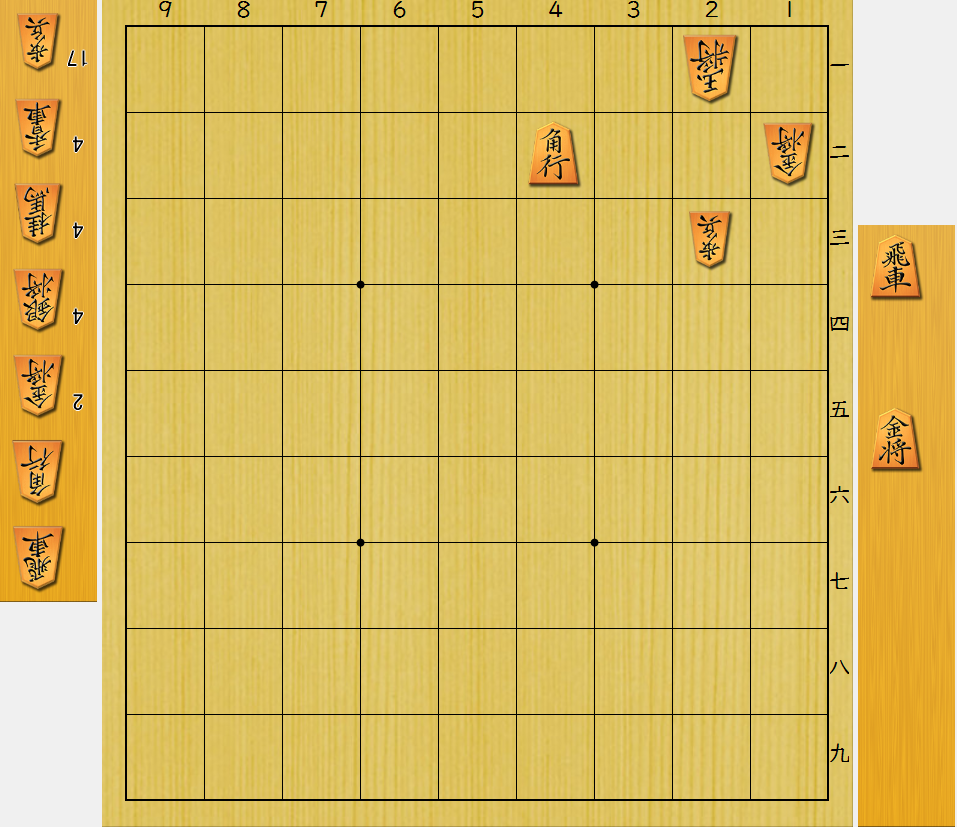 9 8 7 6 5 4 3 2 1
一
二
三
四
五
六
七
八
九
歩兵 17
香車 4
桂馬 4
銀将 4
金将 2
角行
飛車
玉将
角行
金将
歩兵
飛車
金将